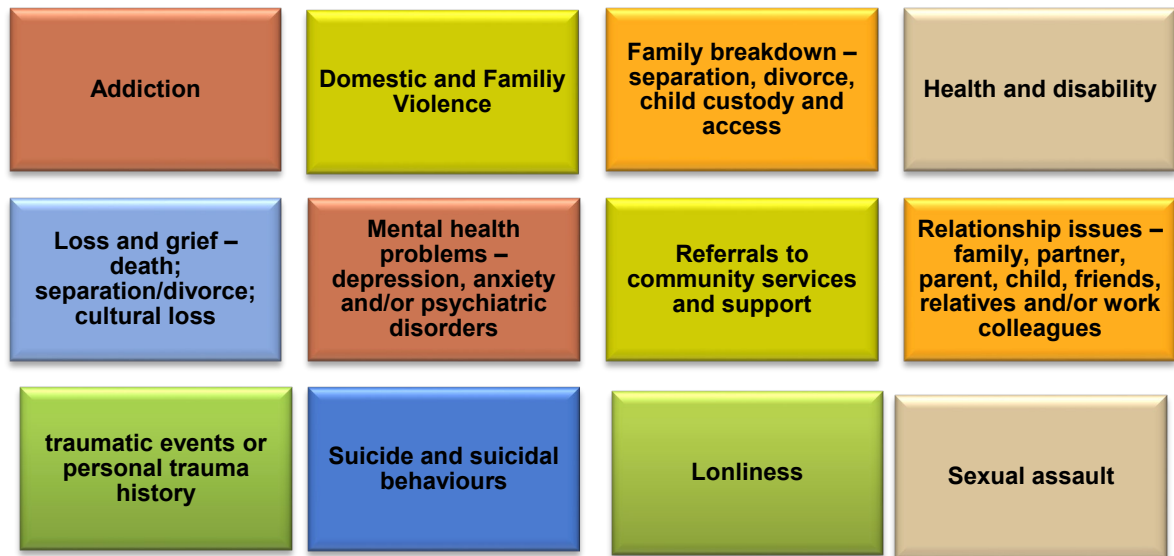 Addiction
Domestic and Familiy
Violence
Family breakdown –
separation, divorce,
child custody and
access
Health and disability
Loss and grief –
death;
separation/divorce;
cultural loss
Mental health
problems –
depression, anxiety
and/or psychiatric
disorders
Referrals to
community services
and support
Relationship issues –
family, partner,
parent, child, friends,
relatives and/or work
colleagues
traumatic events or
personal trauma
history
Suicide and suicidal
behaviours
Lonliness
Sexual assault